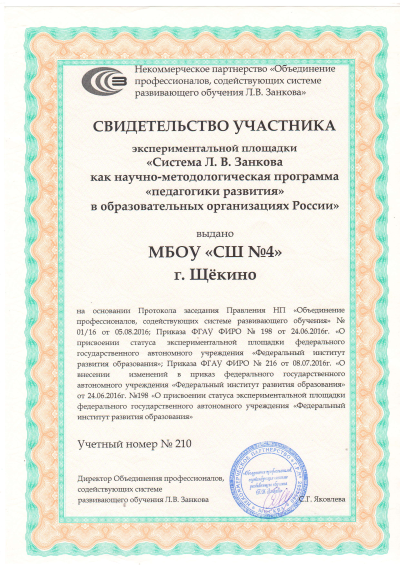 Некоммерческое партнерство «Объединение
профессионалов, содействующих системе
развивающего обучения Л.В. Занкова»
СВИДЕТЕЛЬСТВО УЧАСТНИКА
экспериментальной площадки
«Система Л. В. Занкова
как научно-методологическая программа
«педагогики развития»
в образовательных организациях России»
выдано
МБОУ «СШ №4»
г. Щёкино
на основании Протокола заседания Правления НП «Объединение
профессионалов, содействующих системе развивающего обучения» №
01/16 от 05.08.2016; Приказа ФГАУ ФИРО № 198 от 24.06.2016г. «О
присвоении статуса экспериментальной площадки федерального
государственного автономного учреждения «Федеральный институт
развития образования»; Приказа ФГАУ ФИРО № 216 от 08.07.2016г. «О
внесении изменений в приказ федерального государственного
автономного учреждения «Федеральный институт развития образования»
от 24.06.2016г. №198 «О присвоении статуса экспериментальной площадки
федерального государственного автономного учреждения «Федеральный
институт развития образования»
Учетный номер № 210
Директор Объединения профессионалов,
содействующих системе
развивающего обучения Л.В. Занкова
С.Г. Яковлева